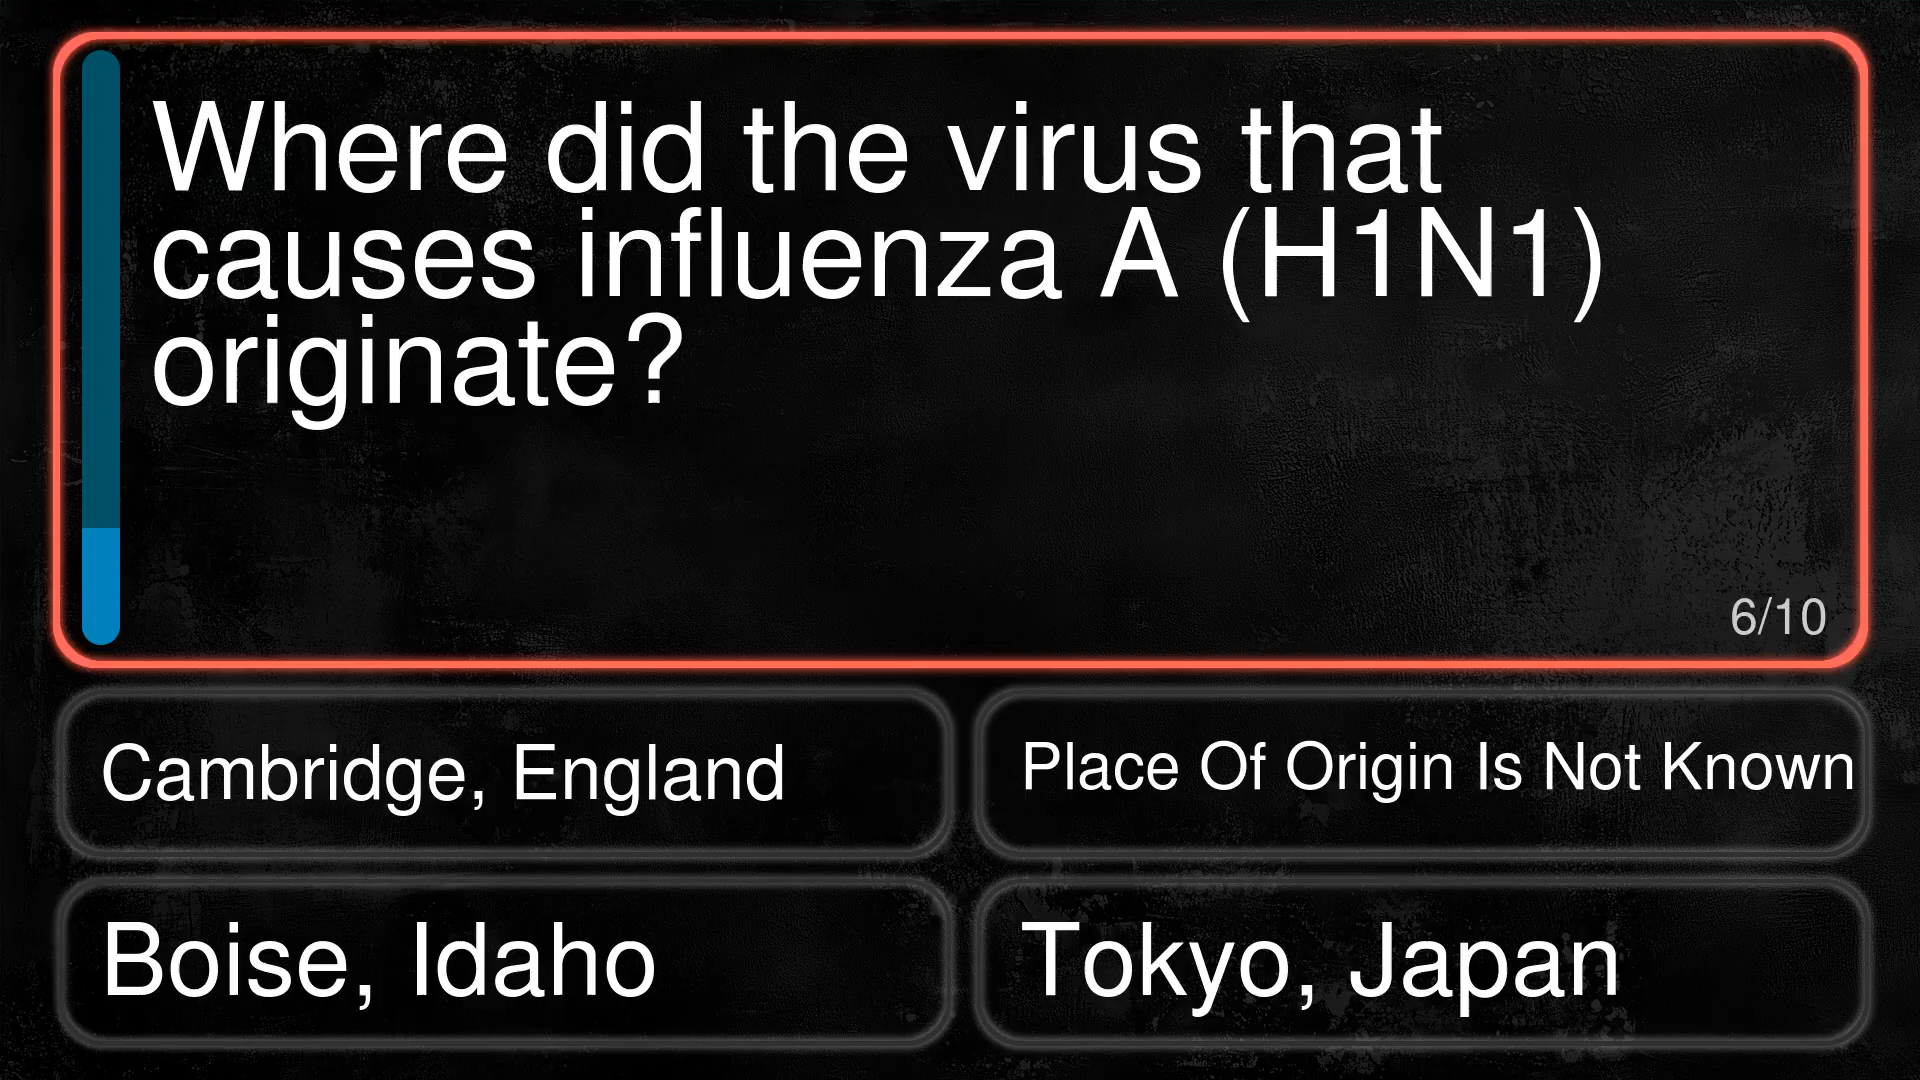 Where did the virus that
causes influenza A (H1N1)
originate?
6/10
Cambridge, England
Place Of Origin Is Not Known
Boise, Idaho
Tokyo, Japan